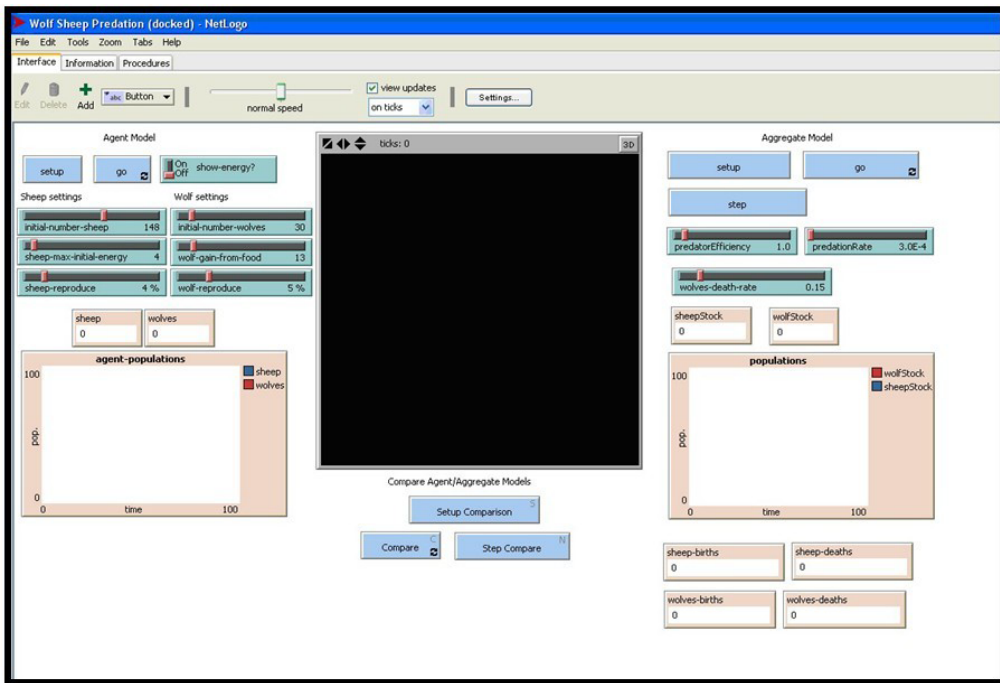 Wolf Sheep Predation (docked) - NetLogo
File Edit Tools Zoom Tabs Help
Interface Information Procedures
Edit Delete Add abc Button normal speed view updates on ticks Settings...
Agent Model
setup go On Off show-energy?
Sheep settings Wolf settings
initial-number-sheep 148 initial-number-wolves 30
sheep-max-initial-energy 4 wolf-gain-from-food 13
sheep-reproduce 4 % wolf-reproduce 5 %
sheep wolves
0 0
agent-populations
100
pop.
0
0 time 100
sheep
wolves
ticks: 0 3D
Compare Agent/Aggregate Models
Setup Comparison S
Compare C Step Compare N
Aggregate Model
setup go
step
predatorEfficiency 1.0 predationRate 3.0E-4
wolves-death-rate 0.15
sheepStock wolfStock
0 0
populations
100
pop.
0
0 time 100
wolfStock
sheepStock
sheep-births sheep-deaths
0 0
wolves-births wolves-deaths
0 0